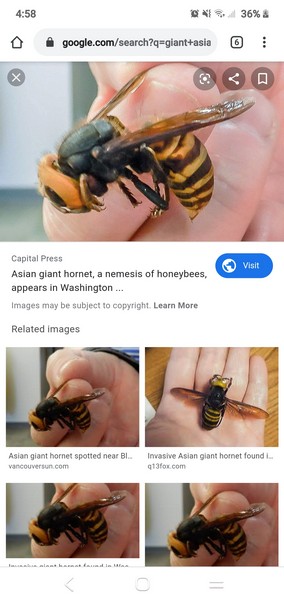 4:58
36%
google.com/search?q=giant+asia
6
Capital Press
Asian giant hornet, a nemesis of honeybees,
appears in Washington ...
Visit
Images may be subject to copyright. Learn More
Related images
Asian giant hornet spotted near Bl...
vancouversun.com
Invasive Asian giant hornet found i...
q13fox.com
Invasive giant hornet found in Was...